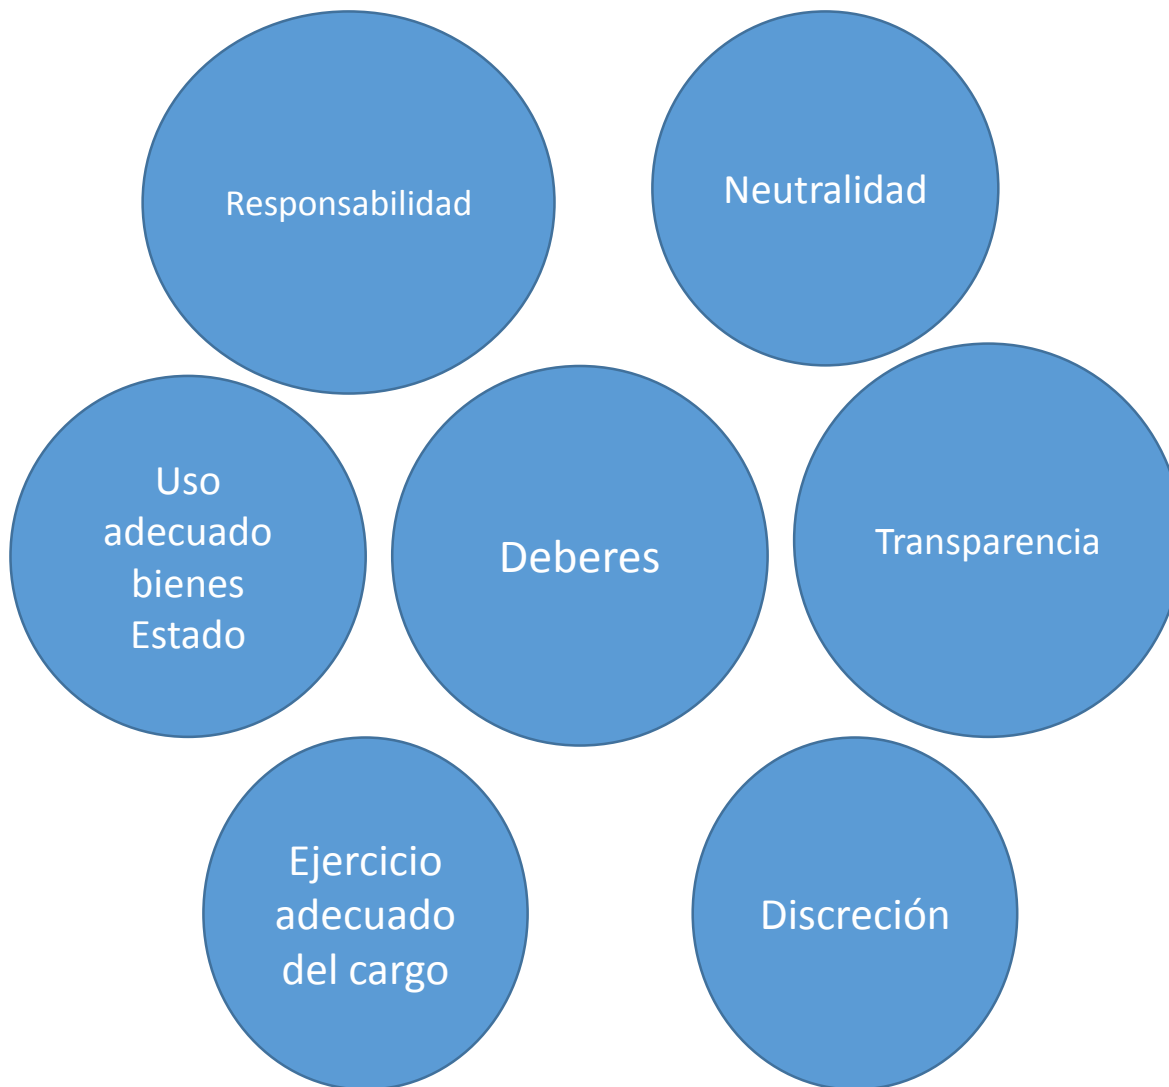 Responsabilidad
Neutralidad
Uso
adecuado
bienes
Estado
Deberes
Transparencia
Ejercicio
adecuado
del cargo
Discreción